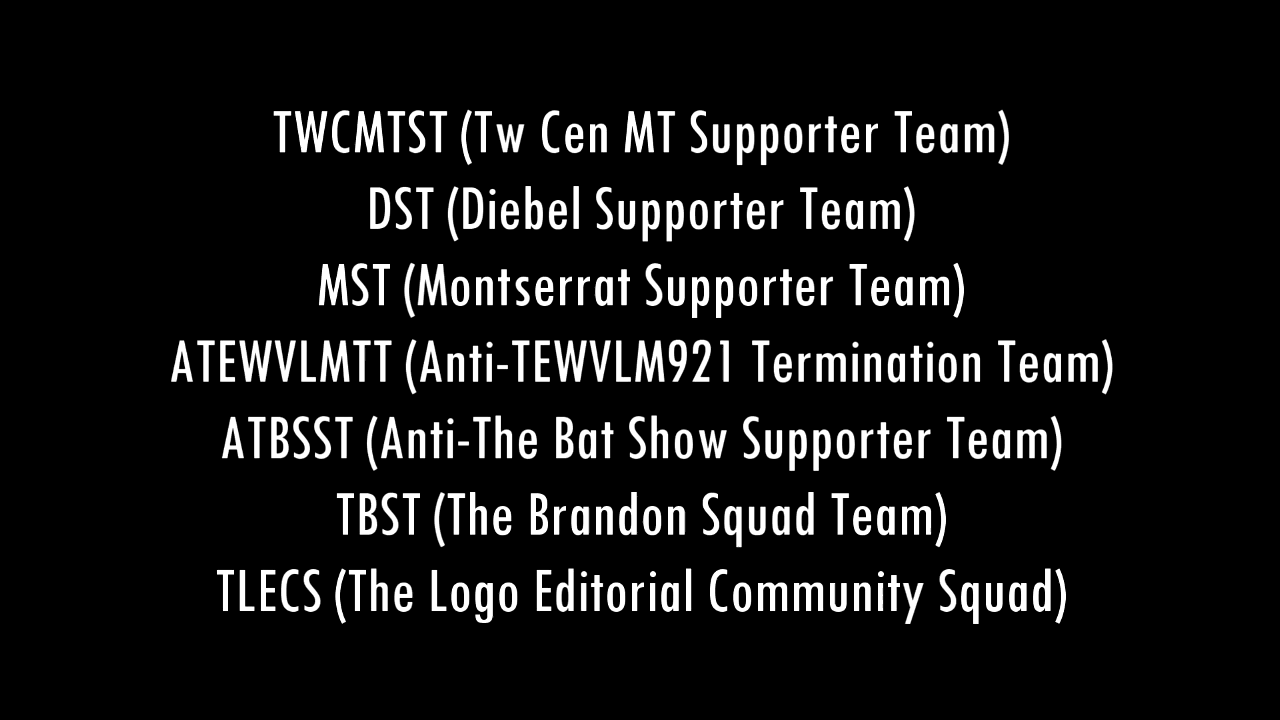 TWCMTST (Tw Cen MT Supporter Team)
DST (Diebel Supporter Team)
MST (Montserrat Supporter Team)
ATEWVLMTT (Anti-TEWVLM921 Termination Team)
ATBSST (Anti-The Bat Show Supporter Team)
TBST (The Brandon Squad Team)
TLECS (The Logo Editorial Community Squad)